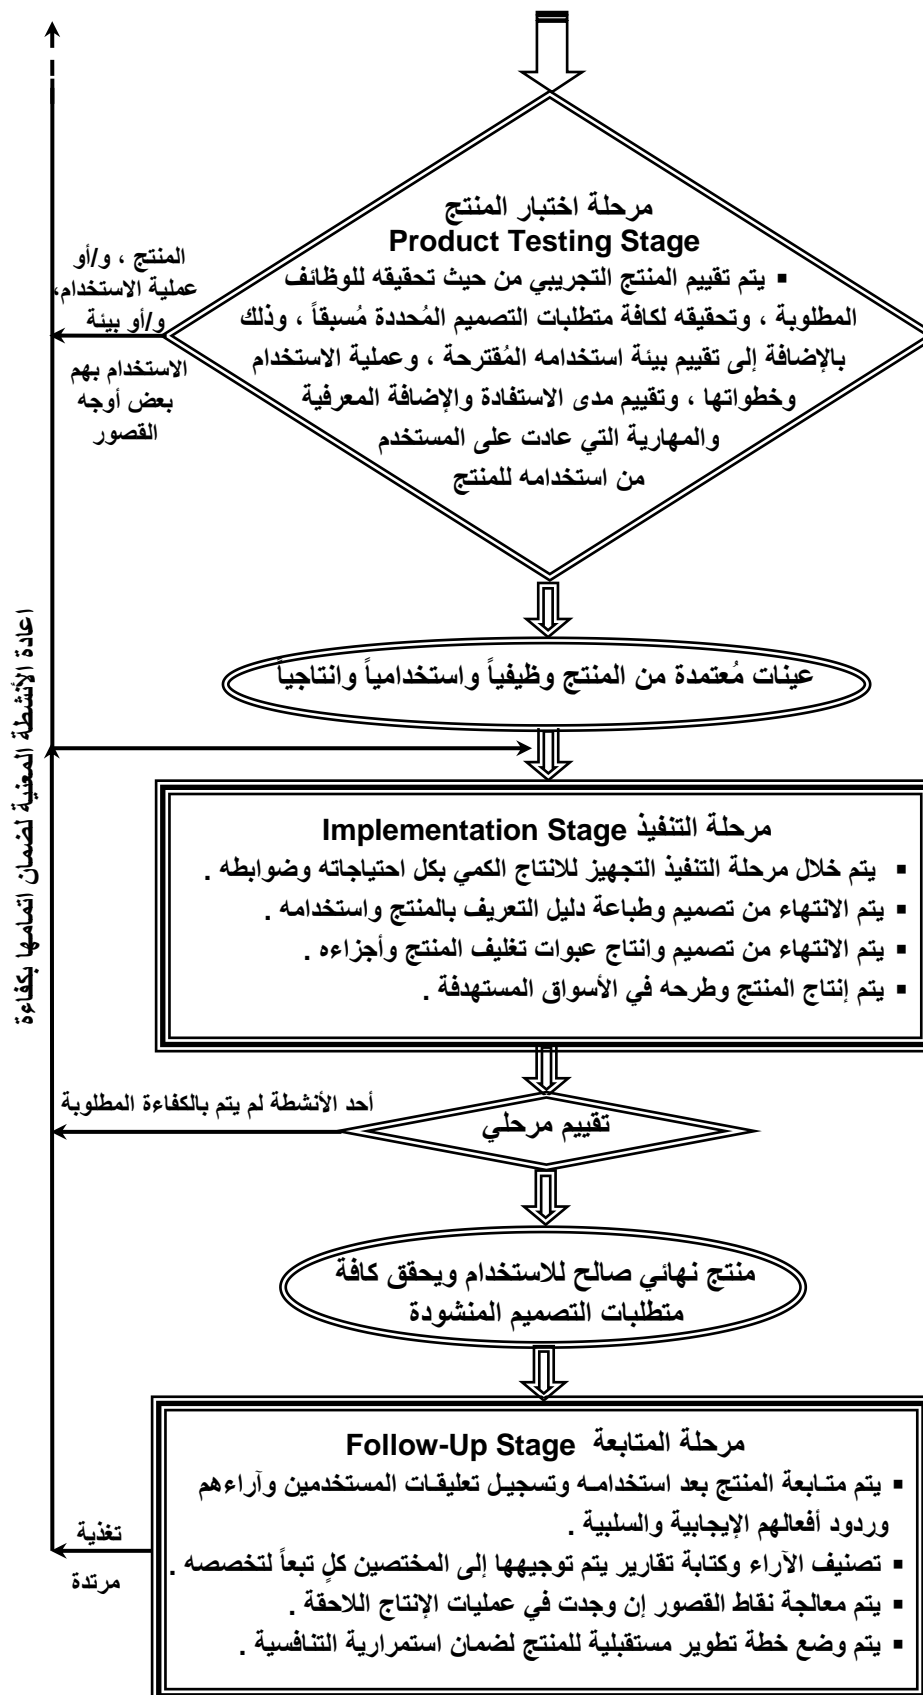 مرحلة اختبار المنتج
Product Testing Stage
▪ يتم تقييم المنتج التجريبي من حيث تحقيقه للوظائف
المطلوبة ، وتحقيقه لكافة متطلبات التصميم المُحددة مُسبقاً ، وذلك
بالإضافة إلى تقييم بيئة استخدامه المُقترحة ، وعملية الاستخدام
وخطواتها ، وتقييم مدى الاستفادة والإضافة المعرفية
والمهارية التي عادت على المستخدم
من استخدامه للمنتج
المنتج ، و/أو
عملية الاستخدام،
و/أو بيئة
الاستخدام بهم
بعض أوجه
القصور
عينات مُعتمدة من المنتج وظيفياً واستخدامياً وانتاجياً
اعادة الأنشطة المعنية لضمان اتمامها بكفاءة
مرحلة التنفيذ Implementation Stage
▪ يتم خلال مرحلة التنفيذ التجهيز للانتاج الكمي بكل احتياجاته وضوابطه .
▪ يتم الانتهاء من تصميم وطباعة دليل التعريف بالمنتج واستخدامه .
▪ يتم الانتهاء من تصميم وانتاج عبوات تغليف المنتج وأجزاءه .
▪ يتم إنتاج المنتج وطرحه في الأسواق المستهدفة .
أحد الأنشطة لم يتم بالكفاءة المطلوبة
تقييم مرحلي
منتج نهائي صالح للاستخدام ويحقق كافة
متطلبات التصميم المنشودة
مرحلة المتابعة Follow-Up Stage
▪ يتم متابعة المنتج بعد استخدامه وتسجيل تعليقات المستخدمين وآراءهم
وردود أفعالهم الإيجابية والسلبية .
▪ تصنيف الآراء وكتابة تقارير يتم توجيهها إلى المختصين كلٍ تبعاً لتخصصه .
▪ يتم معالجة نقاط القصور إن وجدت في عمليات الإنتاج اللاحقة .
▪ يتم وضع خطة تطوير مستقبلية للمنتج لضمان استمرارية التنافسية .
تغذية
مرتدة